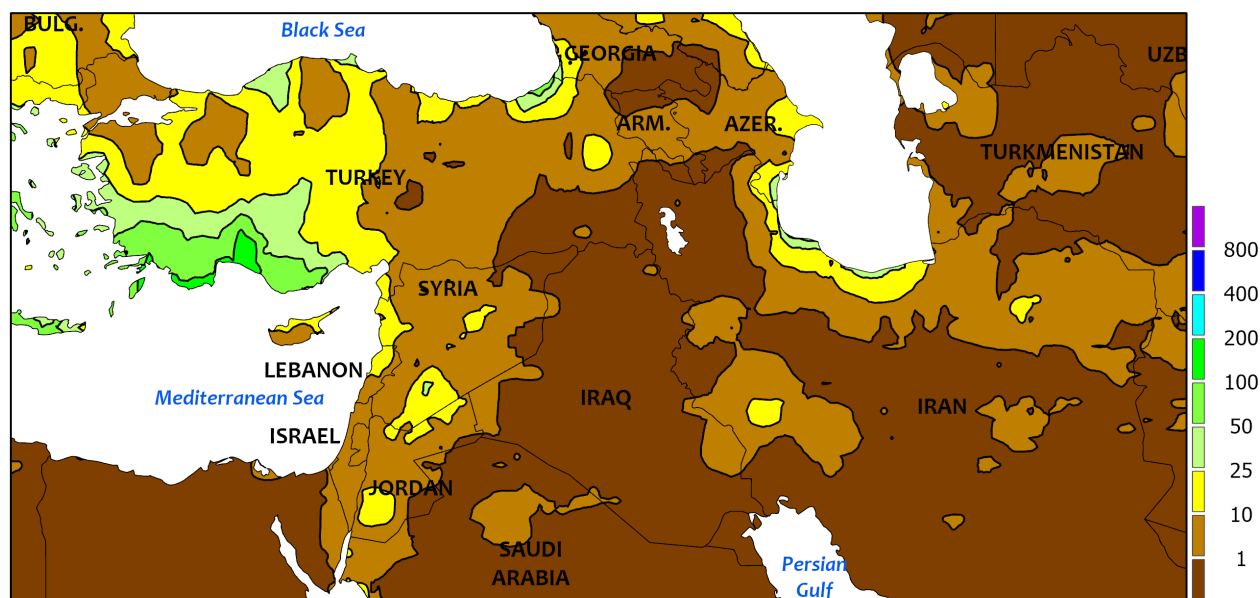 BULG.
Black Sea
GEORGIA
UZB
ARM.
AZER.
TURKMENISTAN
TURKEY
SYRIA
LEBANON
Mediterranean Sea
IRAQ
IRAN
ISRAEL
JORDAN
SAUDI
ARABIA
Persian
Gulf
800
400
200
100
50
25
10
1